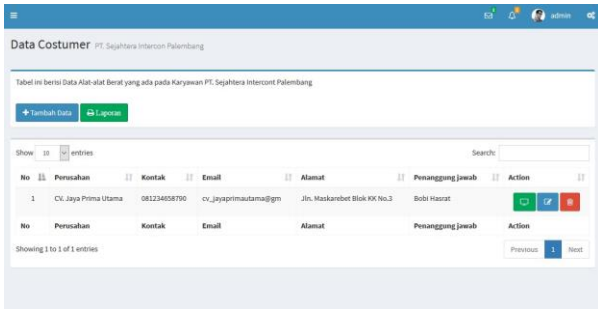 admin
Data Costumer PT. Sejahtera Intercon Palembang
Tabel ini berisi Data Alat-alat Berat yang ada pada Karyawan PT. Sejahtera Intercont Palembang
+Tambah Data Laporan
Show 10 entries Search:
No Perusahan Kontak Email Alamat Penanggung jawab Action
1 CV. Jaya Prima Utama 081234658790 cv_jayaprimautama@gm Jln. Maskarebet Blok KK No.3 Bobi Hasrat
No Perusahan Kontak Email Alamat Penanggung jawab Action
Showing 1 to 1 of 1 entries Previous 1 Next